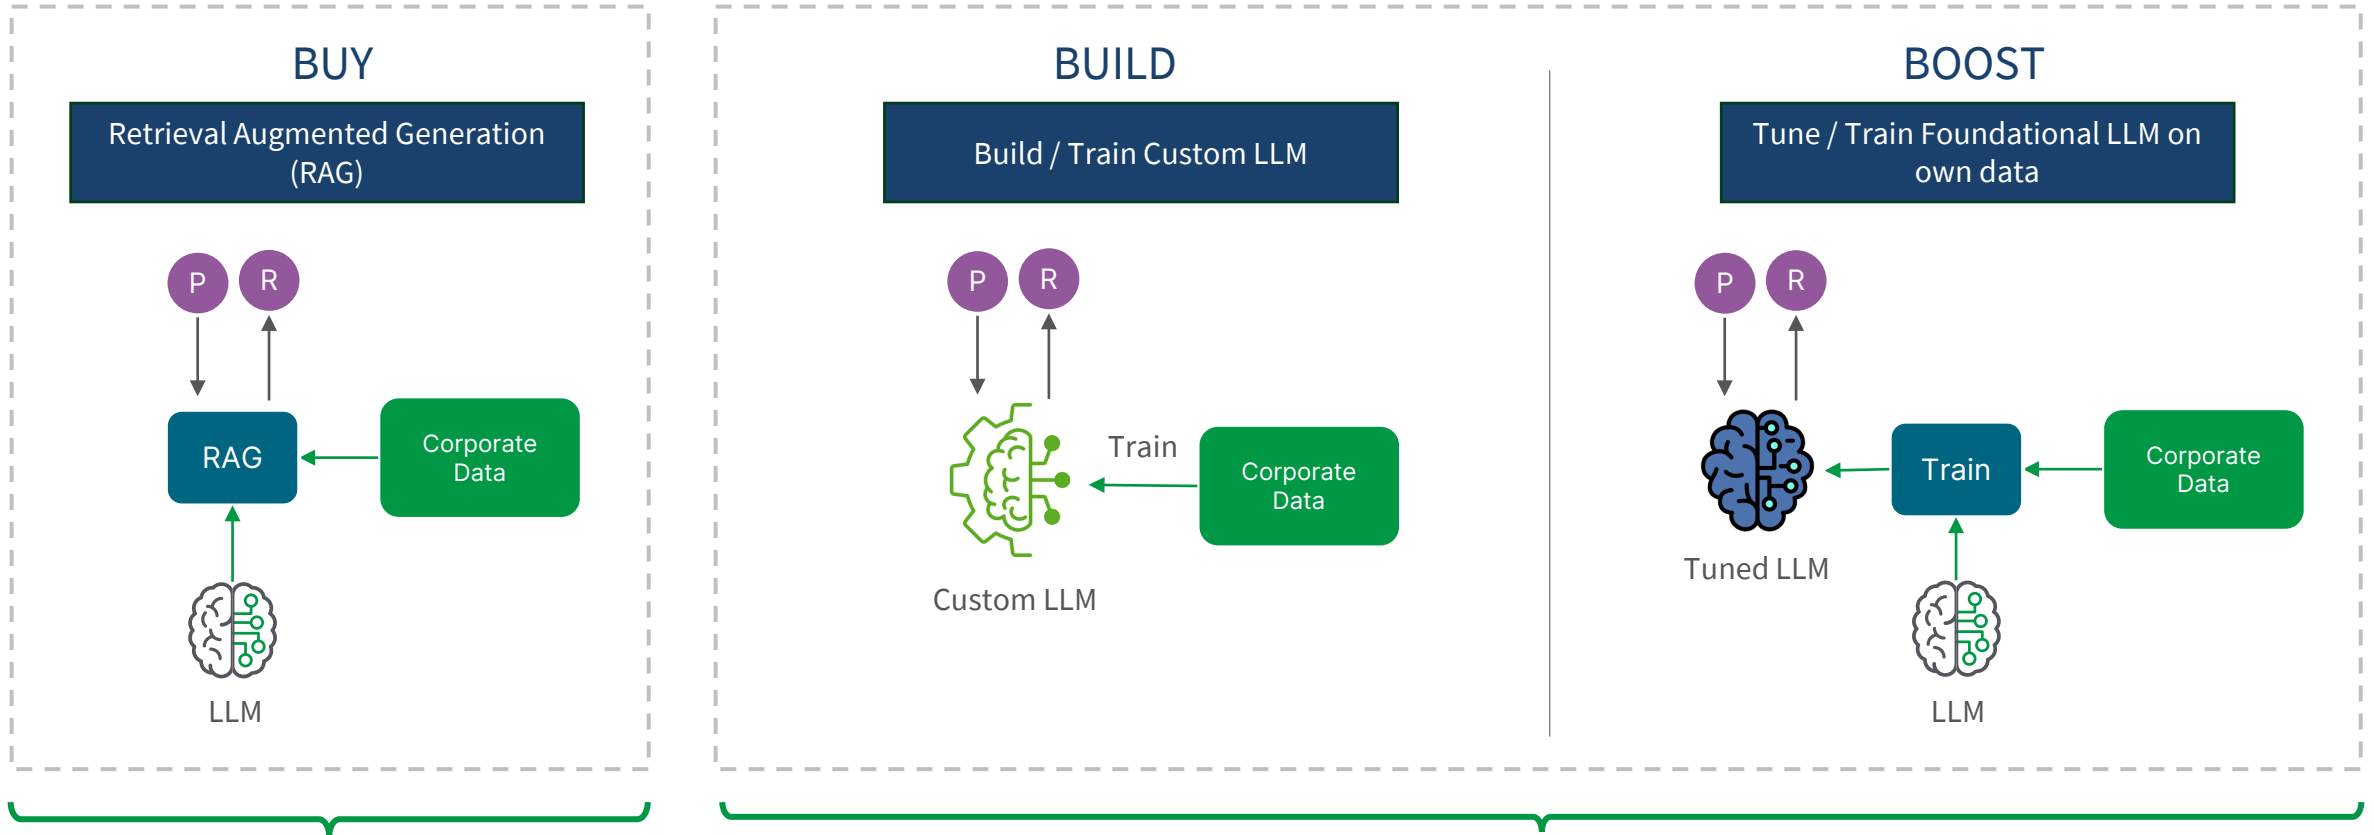 BUY
Retrieval Augmented Generation
(RAG)
P
R
RAG
Corporate
Data
LLM
BUILD
Build / Train Custom LLM
P
R
Train
Corporate
Data
Custom LLM
BOOST
Tune / Train Foundational LLM on
own data
P
R
Train
Corporate
Data
Tuned LLM
LLM